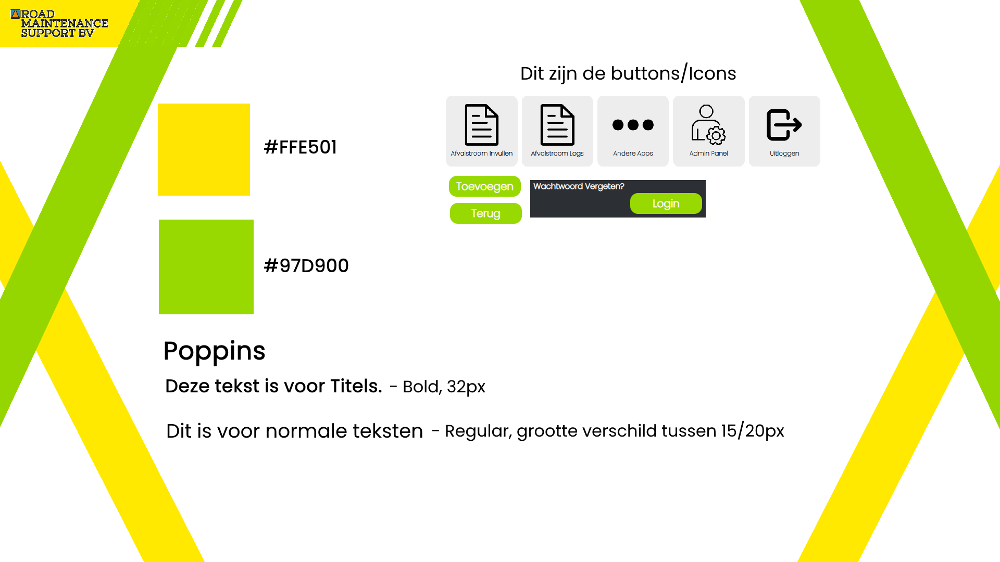 ROAD
MAINTENANCE
SUPPORT BV
Dit zijn de buttons/Icons
Afvalstroom Invullen
Afvalstroom Logs
Andere Apps
Admin Panel
Uitloggen
#FFE501
Toevoegen
Wachtwoord Vergeten?
Login
Terug
#97D900
Poppins
Deze tekst is voor Titels. - Bold, 32px
Dit is voor normale teksten - Regular, grootte verschild tussen 15/20px